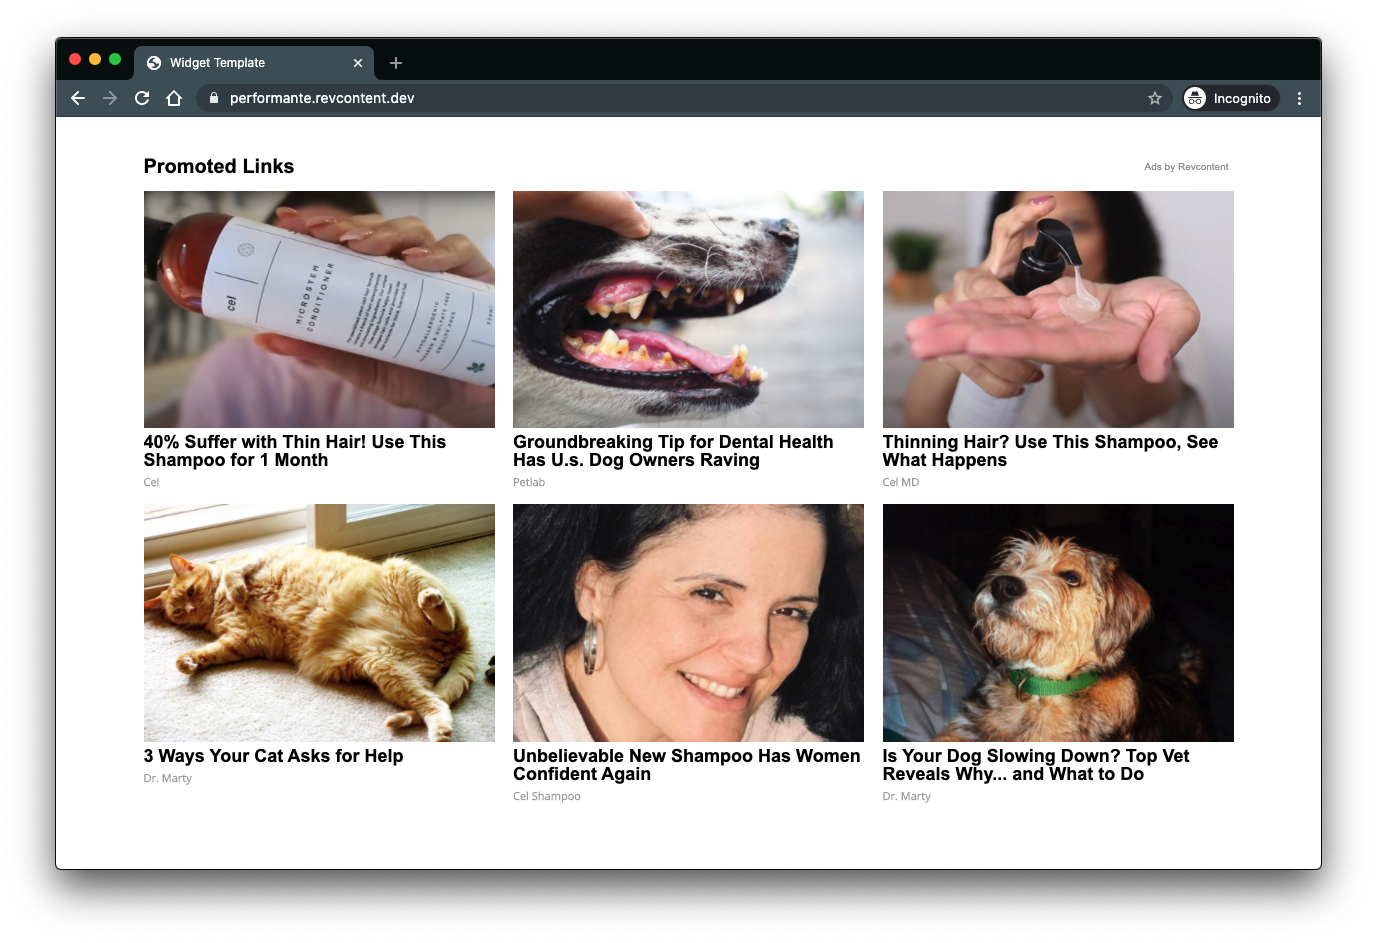 Widget Template
performante.revcontent.dev
Incognito
Promoted Links
Ads by Revcontent
cel
MICROSTEM
CONDITIONER
40% Suffer with Thin Hair! Use This
Shampoo for 1 Month
Cel
Groundbreaking Tip for Dental Health
Has U.s. Dog Owners Raving
Petlab
Thinning Hair? Use This Shampoo, See
What Happens
Cel MD
3 Ways Your Cat Asks for Help
Dr. Marty
Unbelievable New Shampoo Has Women
Confident Again
Cel Shampoo
Is Your Dog Slowing Down? Top Vet
Reveals Why... and What to Do
Dr. Marty